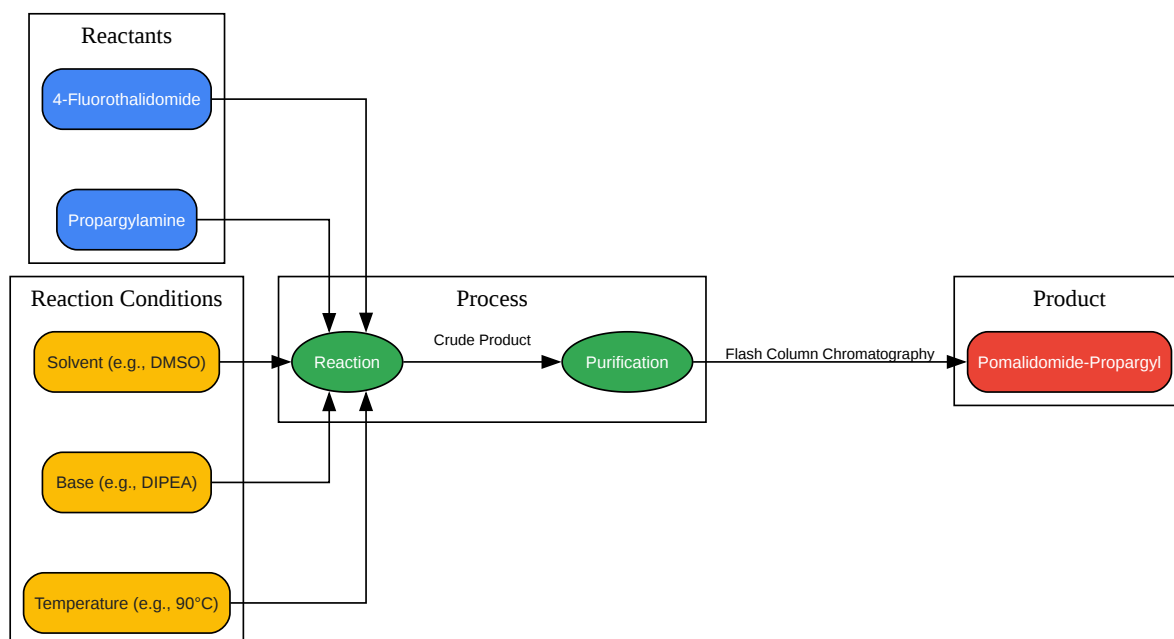 Reactants
4-Fluorothalidomide
Propargylamine
Reaction Conditions
Solvent (e.g., DMSO)
Base (e.g., DIPEA)
Temperature (e.g., 90°C)
Process
Reaction
Crude Product
Purification
Flash Column Chromatography
Product
Pomalidomide-Propargyl